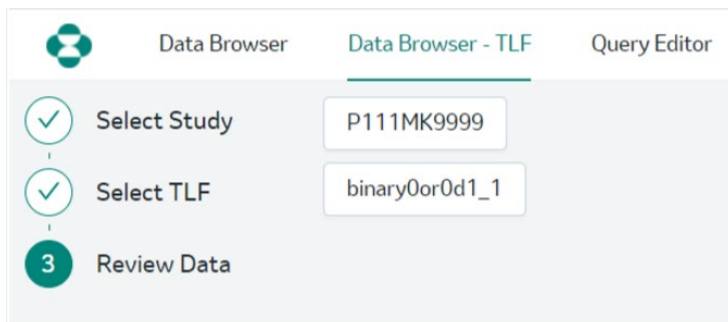 Data Browser Data Browser - TLF Query Editor
Select Study P111MK9999
Select TLF binary0or0d1_1
3 Review Data